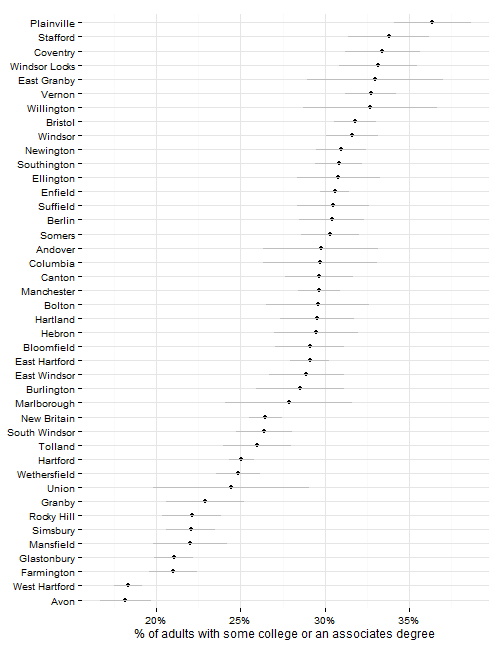 Plainville
Stafford
Coventry
Windsor Locks
East Granby
Vernon
Willington
Bristol
Windsor
Newington
Southington
Ellington
Enfield
Suffield
Berlin
Somers
Andover
Columbia
Canton
Manchester
Bolton
Hartland
Hebron
Bloomfield
East Hartford
East Windsor
Burlington
Marlborough
New Britain
South Windsor
Tolland
Hartford
Wethersfield
Union
Granby
Rocky Hill
Simsbury
Mansfield
Glastonbury
Farmington
West Hartford
Avon
20% 25% 30% 35%
% of adults with some college or an associates degree